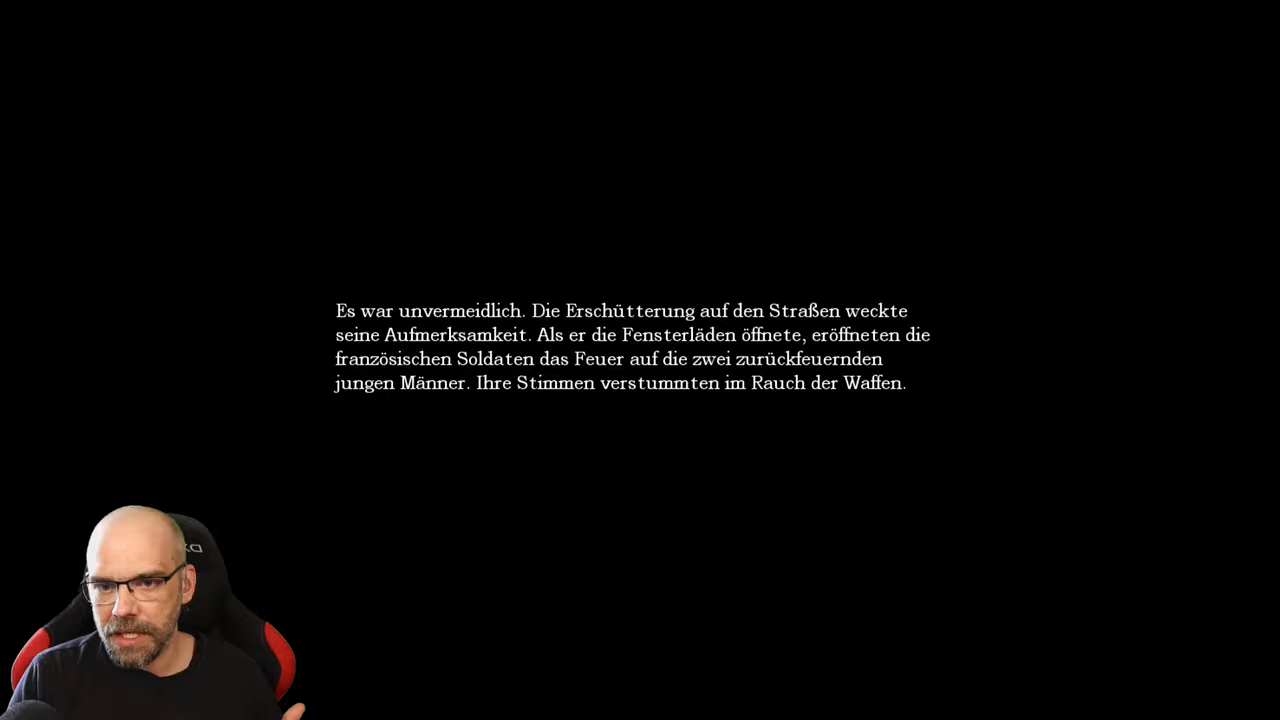 Es war unvermeidlich. Die Erschütterung auf den Straßen weckte
seine Aufmerksamkeit. Als er die Fensterläden öffnete, eröffneten die
französischen Soldaten das Feuer auf die zwei zurückfeuernden
jungen Männer. Ihre Stimmen verstummten im Rauch der Waffen.